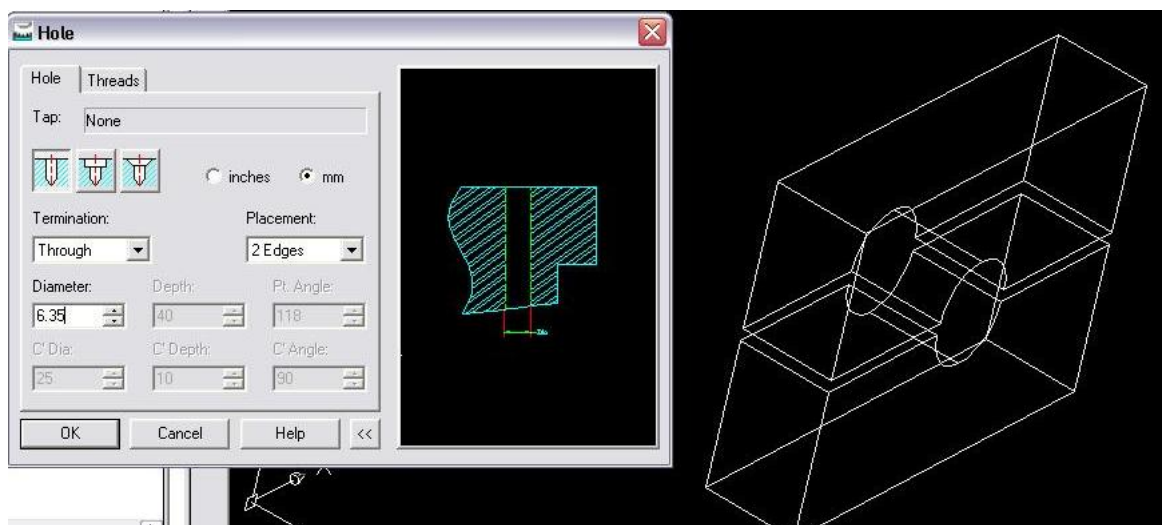 Hole
Hole Threads
Tap: None
inches mm
Termination: Placement:
Through 2 Edges
Diameter: Depth: Pt. Angle:
6.35 40 118
C' Dia: C' Depth: C' Angle:
25 10 90
OK Cancel Help <<